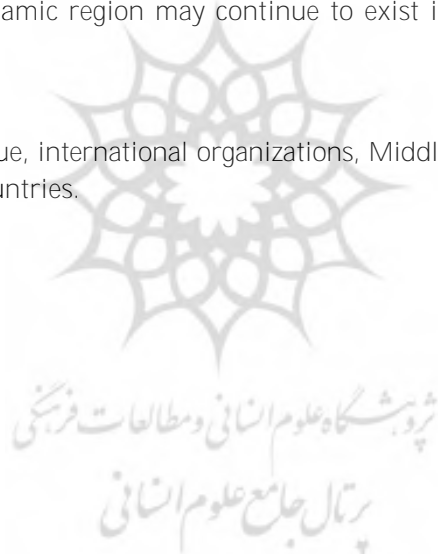 amic region may continue to exist i
ue, international organizations, Middl
untries.
پژوهشگاه علوم انسانی و مطالعات فرهنگی
پرتال جامع علوم انسانی